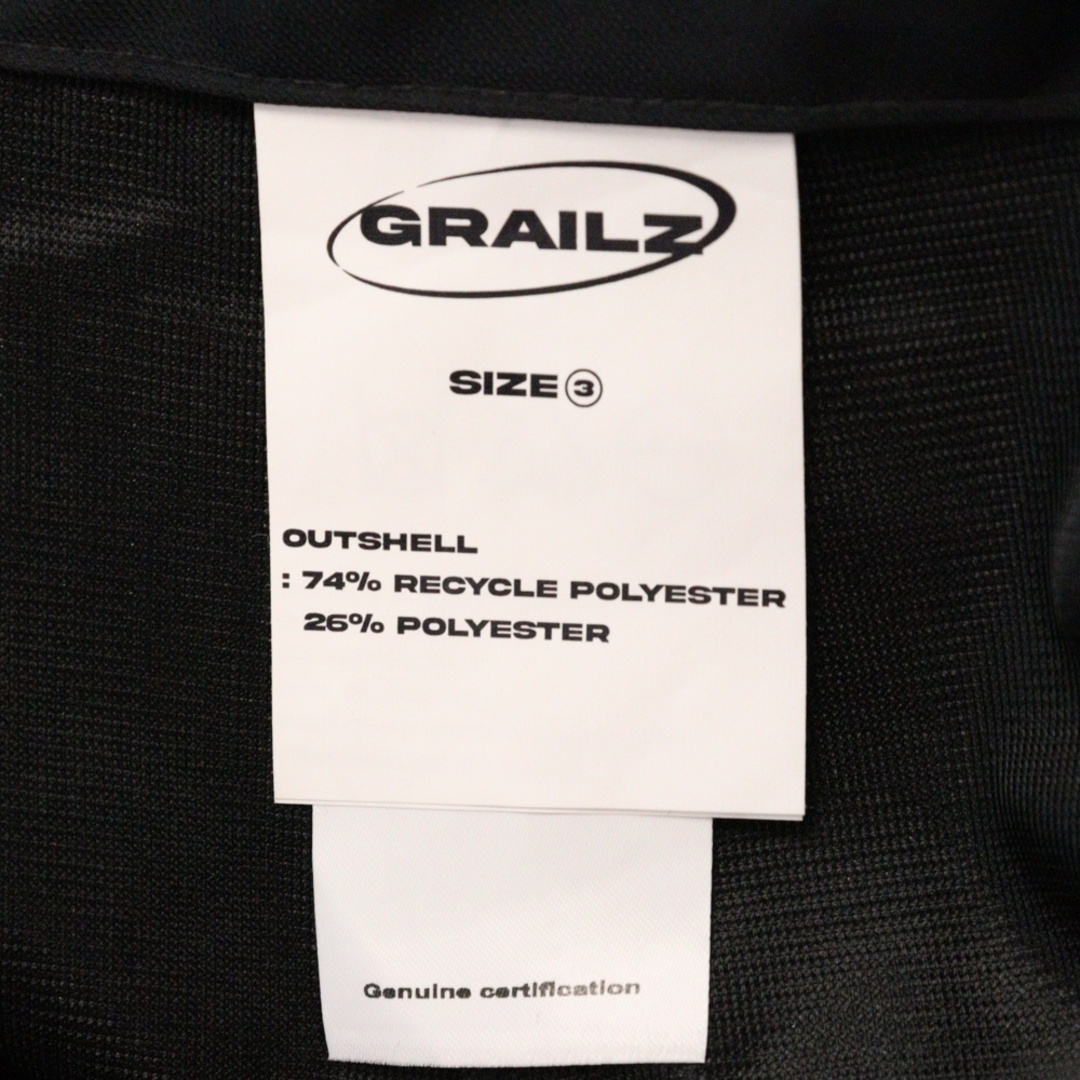 GRAILZ
SIZE ③
OUTSHELL
: 74% RECYCLE POLYESTER
26% POLYESTER
Genuine certification